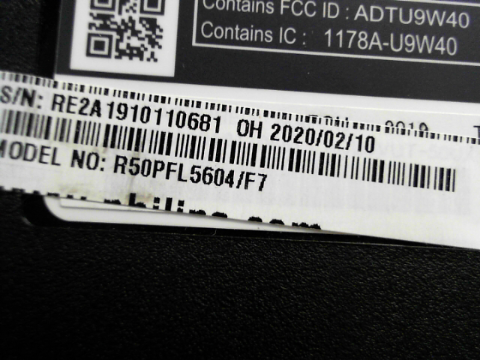 Contains FCC ID : ADTU9W40
Contains IC : 1178A-U9W40
S/N: RE2A1910110681 OH 2020/02/10
MODEL NO: R50PFL5604/F7